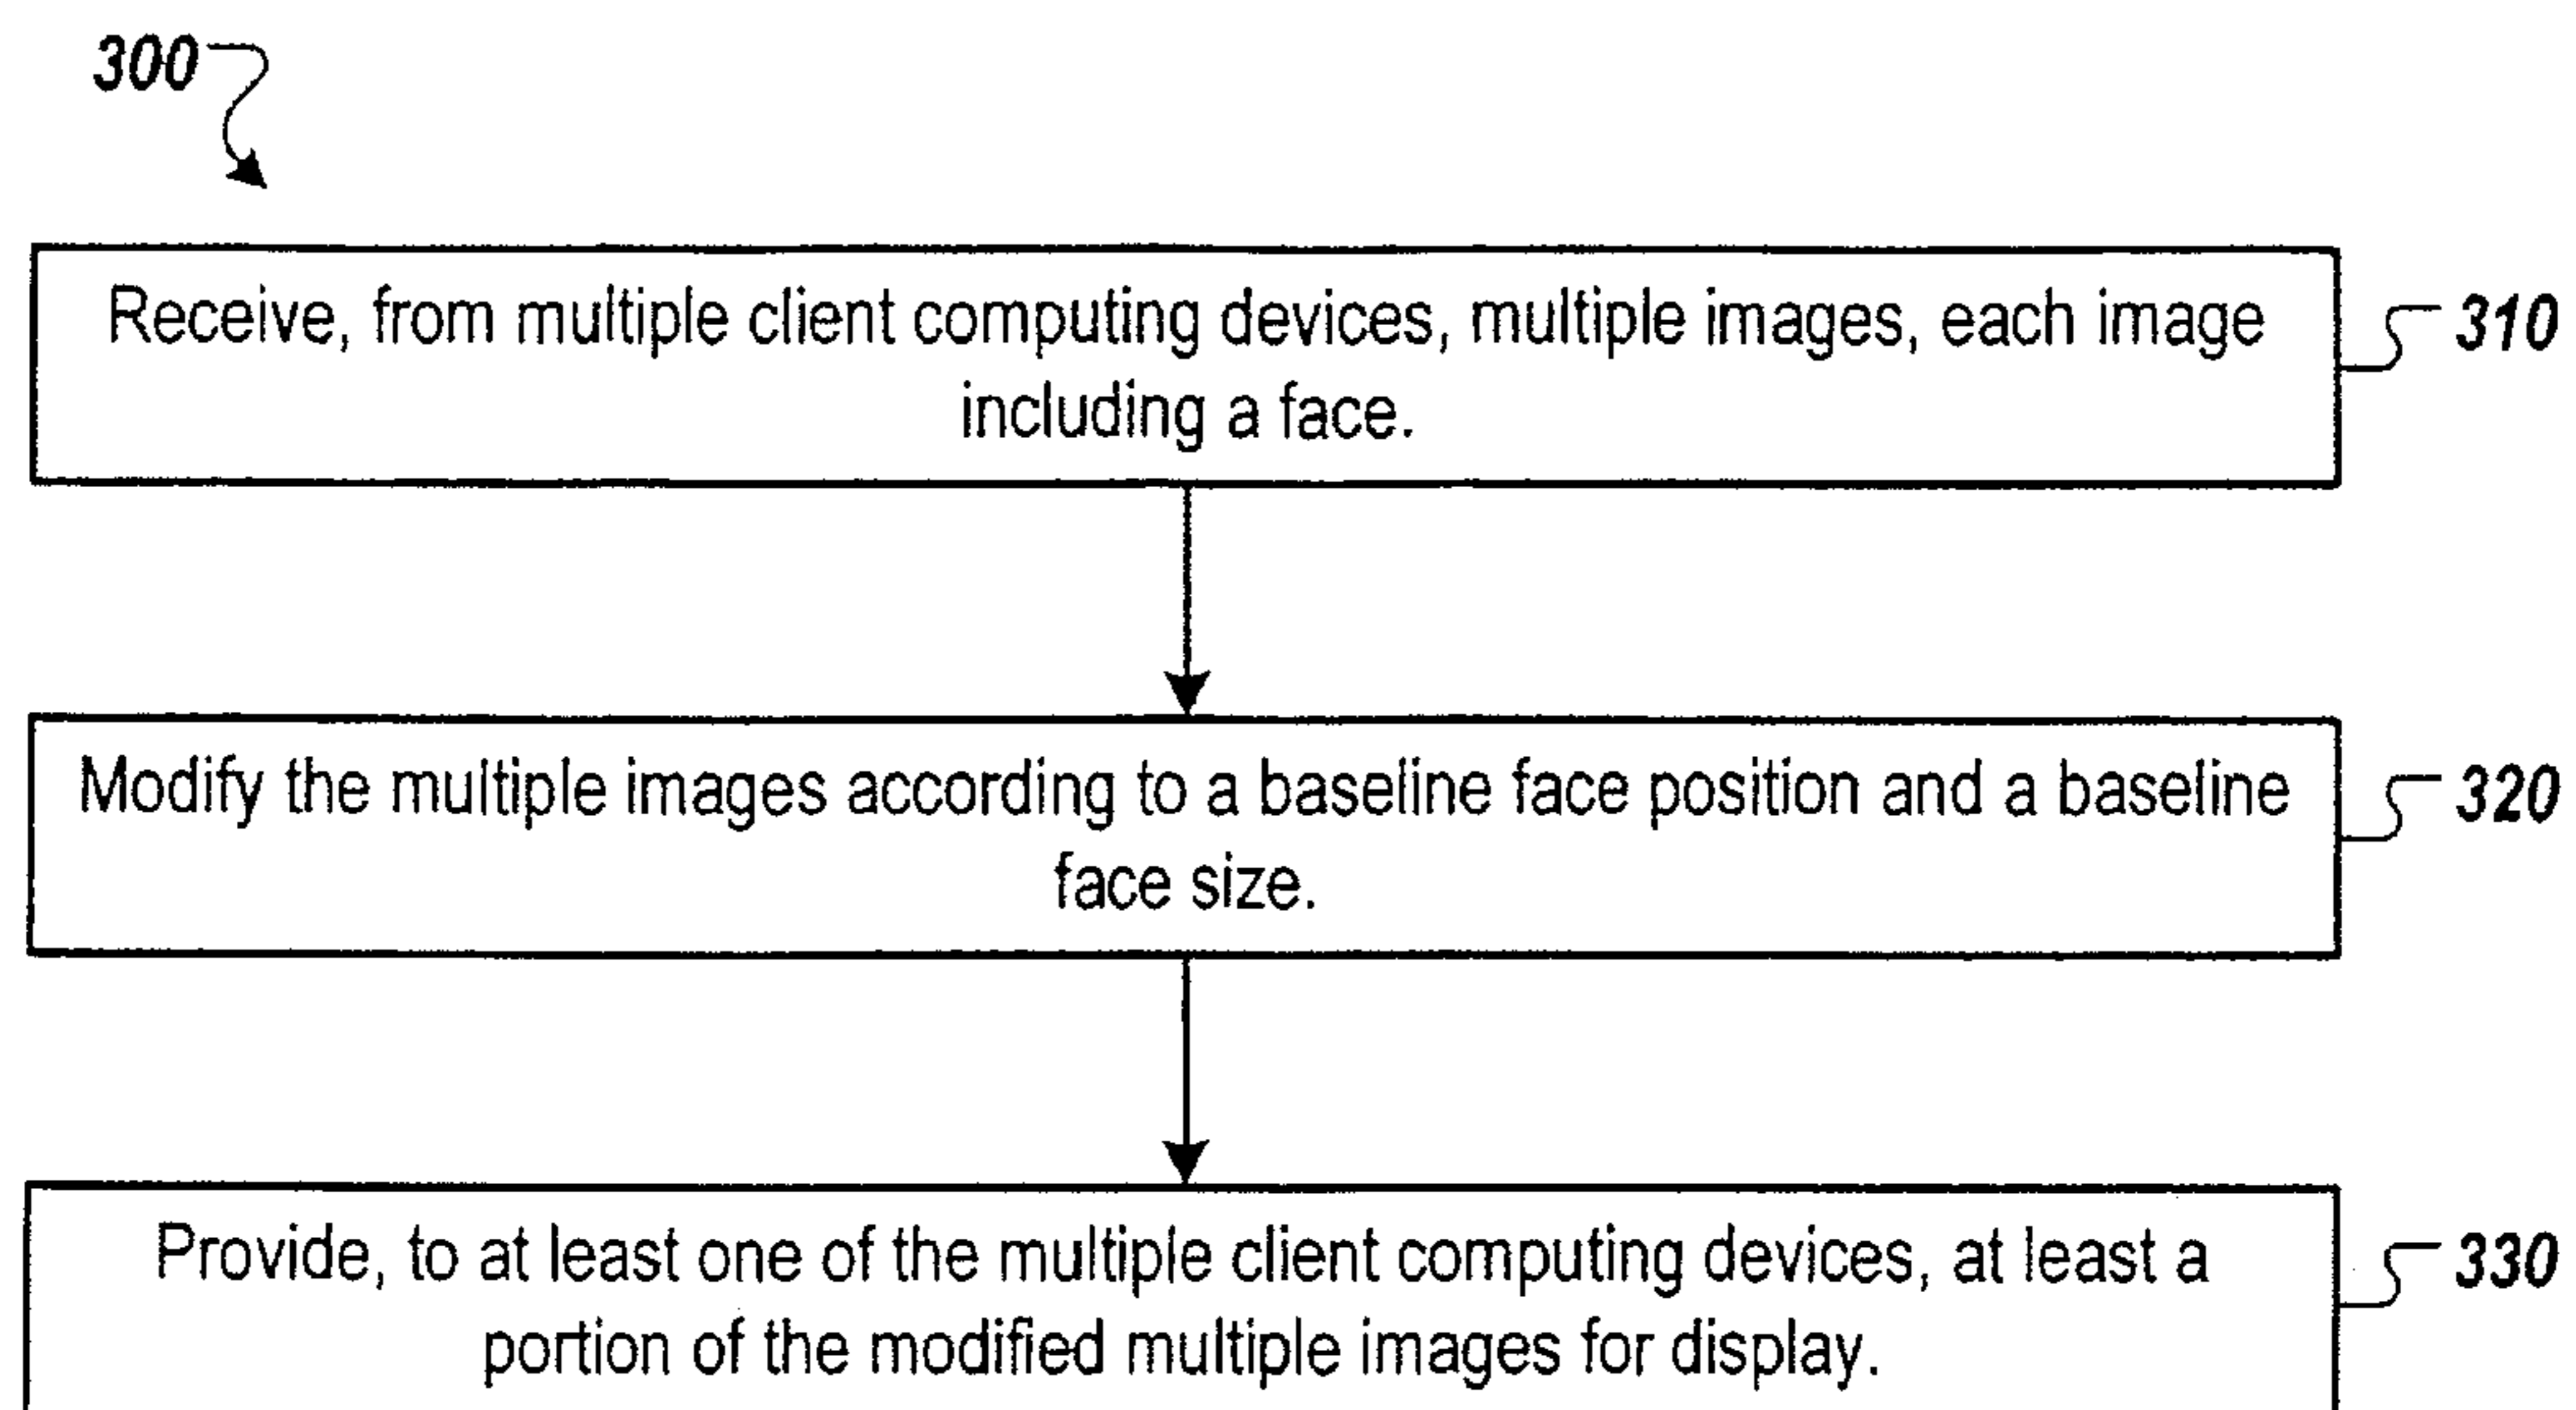 300
Receive, from multiple client computing devices, multiple images, each image
including a face.
310
Modify the multiple images according to a baseline face position and a baseline
face size.
320
Provide, to at least one of the multiple client computing devices, at least a
portion of the modified multiple images for display.
330